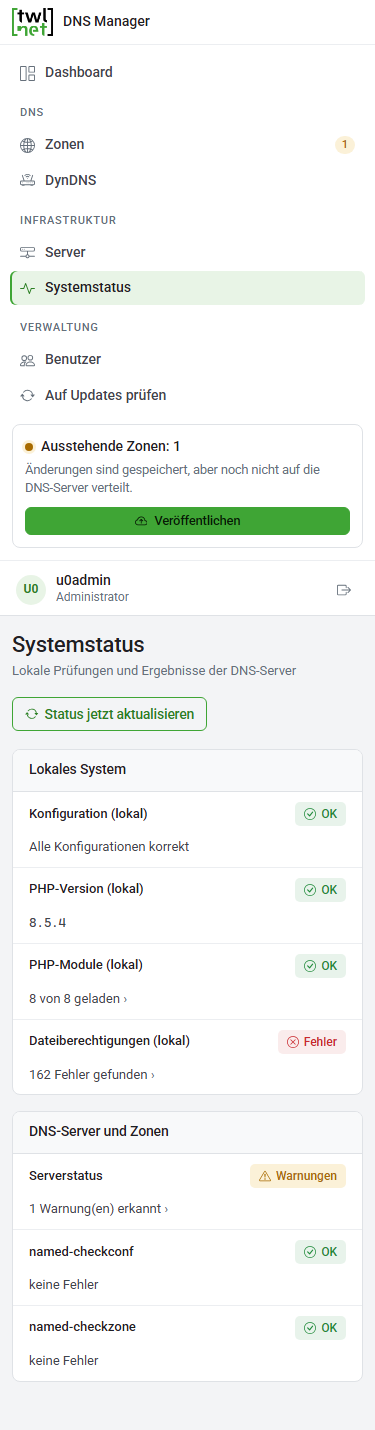 twl
net
DNS Manager
Dashboard
DNS
Zonen 1
DynDNS
INFRASTRUKTUR
Server
Systemstatus
VERWALTUNG
Benutzer
Auf Updates prüfen
Ausstehende Zonen: 1
Änderungen sind gespeichert, aber noch nicht auf die
DNS-Server verteilt.
Veröffentlichen
U0
u0admin
Administrator
Systemstatus
Lokale Prüfungen und Ergebnisse der DNS-Server
Status jetzt aktualisieren
Lokales System
Konfiguration (lokal) OK
Alle Konfigurationen korrekt
PHP-Version (lokal) OK
8.5.4
PHP-Module (lokal) OK
8 von 8 geladen ›
Dateiberechtigungen (lokal) Fehler
162 Fehler gefunden ›
DNS-Server und Zonen
Serverstatus Warnungen
1 Warnung(en) erkannt ›
named-checkconf OK
keine Fehler
named-checkzone OK
keine Fehler